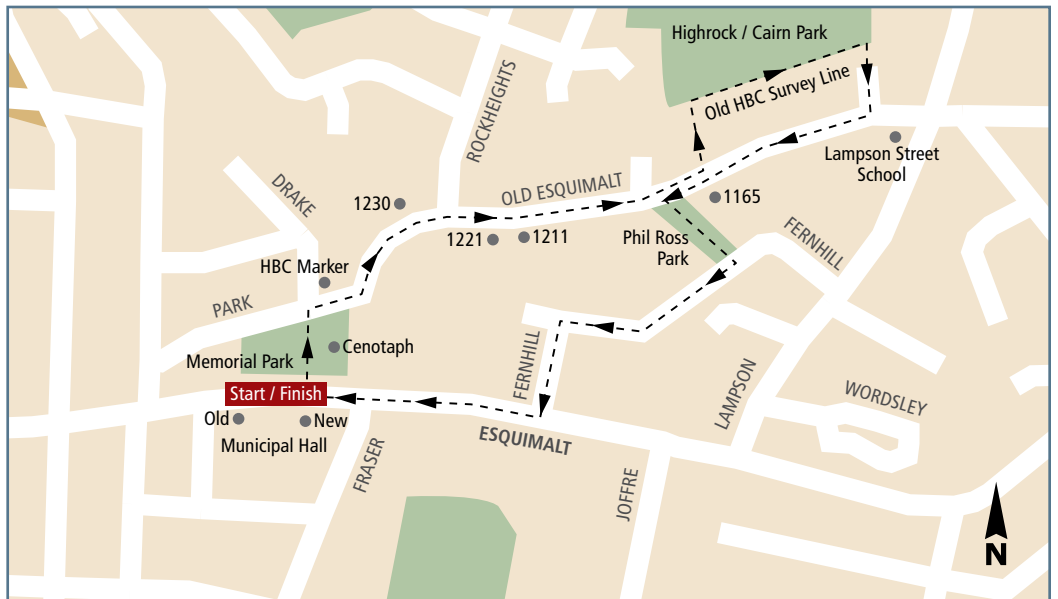 Highrock / Cairn Park
Old HBC Survey Line
ROCKHEIGHTS
Lampson Street
School
DRAKE
1230
OLD ESQUIMALT
1165
1221
1211
Phil Ross
Park
FERNHILL
HBC Marker
PARK
Cenotaph
Memorial Park
FERNHILL
LAMPSON
WORDSLEY
Start / Finish
Old
New
Municipal Hall
ESQUIMALT
FRASER
JOFFRE
N